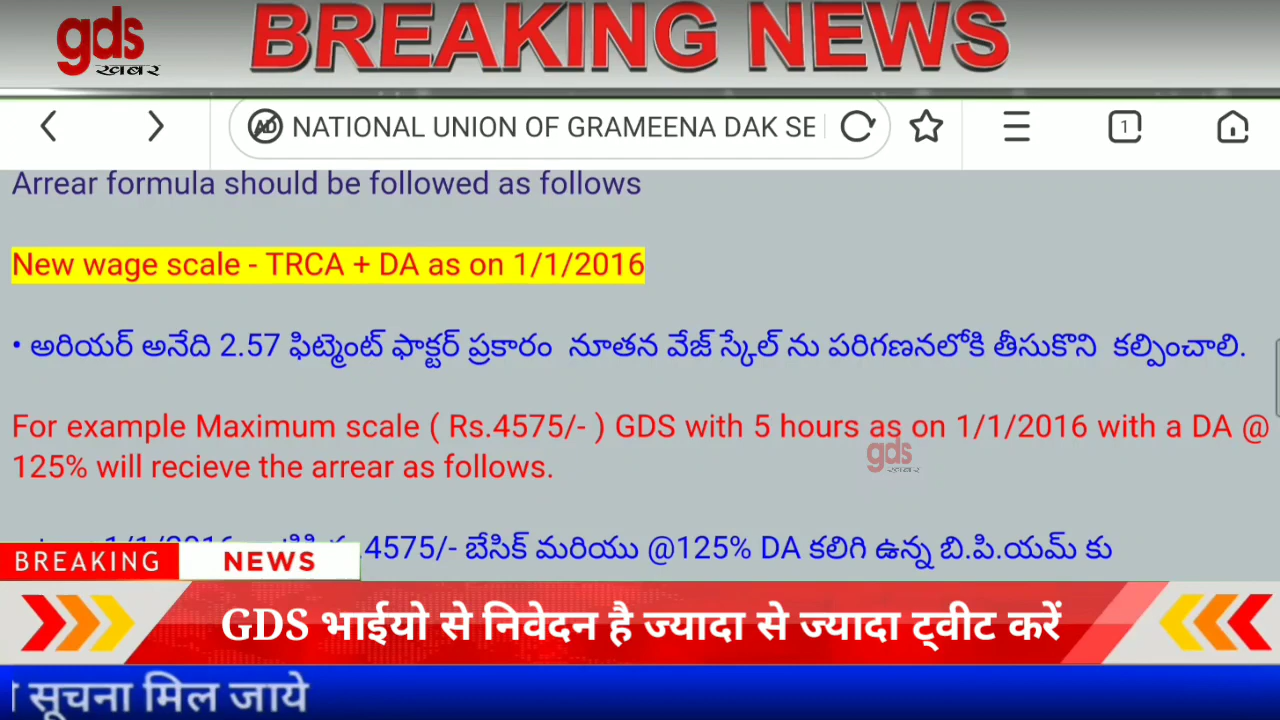 gds
खबर
BREAKING NEWS
NATIONAL UNION OF GRAMEENA DAK SE
1
Arrear formula should be followed as follows
New wage scale - TRCA + DA as on 1/1/2016
• అరియర్ అనేది 2.57 ఫిట్మెంట్ ఫాక్టర్ ప్రకారం నూతన వేజ్ స్కేల్ ను పరిగణనలోకి తీసుకొని కల్పించాలి.
For example Maximum scale ( Rs.4575/- ) GDS with 5 hours as on 1/1/2016 with a DA @
125% will recieve the arrear as follows.
gds
खबर
.4575/- బేసిక్ మరియు @125% DA కలిగి ఉన్న బి.పి.యమ్ కు
BREAKING NEWS
GDS भाईयो से निवेदन है ज्यादा से ज्यादा ट्वीट करें
सूचना मिल जाये